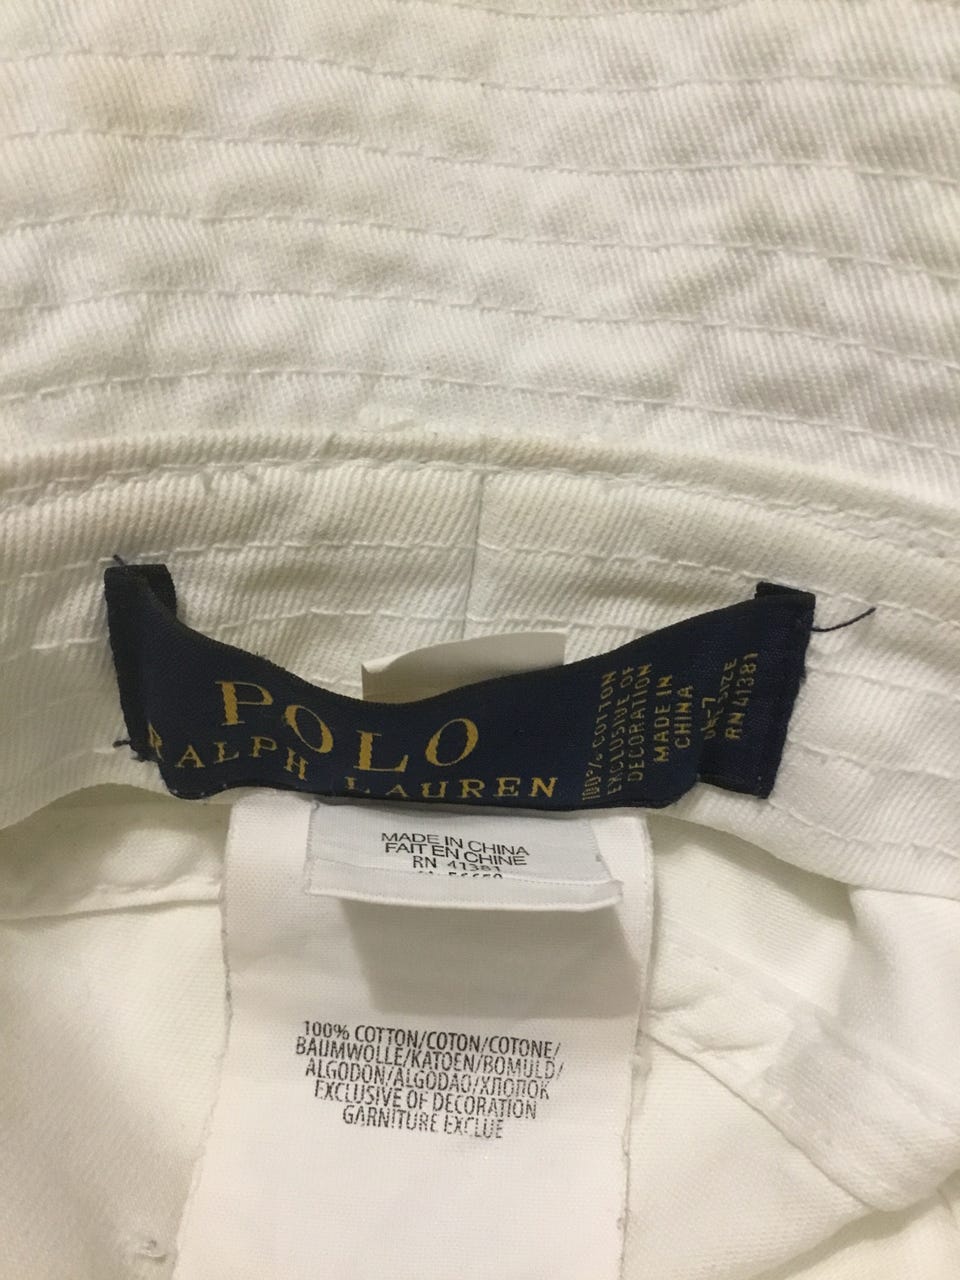 POLO
RALPH LAUREN
100% COTTON
EXCLUSIVE OF
DECORATION
MADE IN
CHINA
SIZE
RN 41381
MADE IN CHINA
FAIT EN CHINE
RN 41381
100% COTTON/COTON/COTONE/
BAUMWOLLE/KATOEN/BOMULD/
ALGODON/ALGODAO/ХЛОПОК
EXCLUSIVE OF DECORATION
GARNITURE EXCLUE